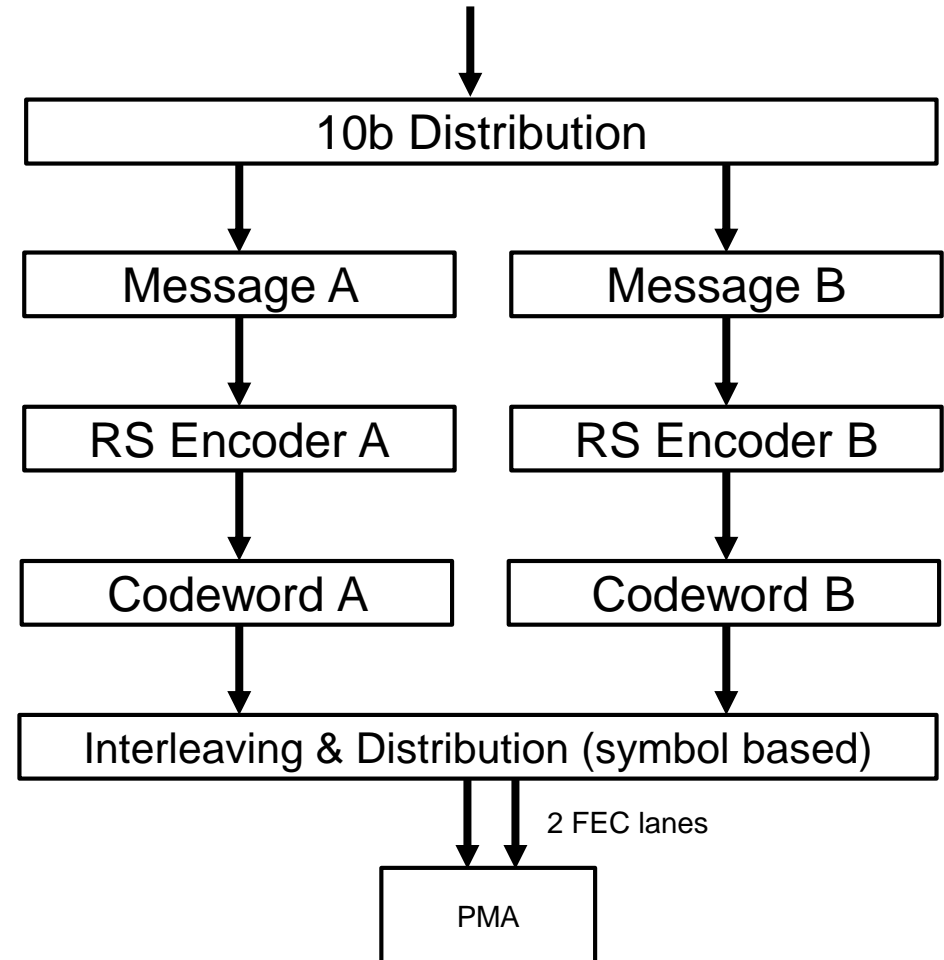 10b Distribution
Message A
Message B
RS Encoder A
RS Encoder B
Codeword A
Codeword B
Interleaving & Distribution (symbol based)
2 FEC lanes
PMA